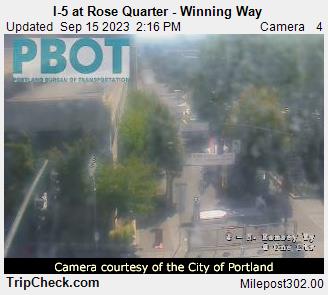 I-5 at Rose Quarter - Winning Way
Updated  Sep 15 2023  2:16 PM
Camera  4
PBOT
PORTLAND BUREAU OF TRANSPORTATION
Camera courtesy of the City of Portland
TripCheck.com
Milepost302.00